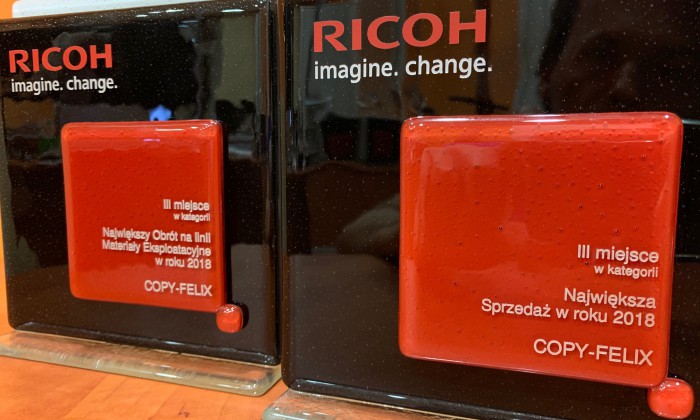 RICOH
imagine. change.
III miejsce
w kategorii
Największy Obrót na linii
Materiały Eksploatacyjne
w roku 2018
COPY-FELIX
RICOH
imagine. change.
III miejsce
w kategorii
Największa
Sprzedaż w roku 2018
COPY-FELIX